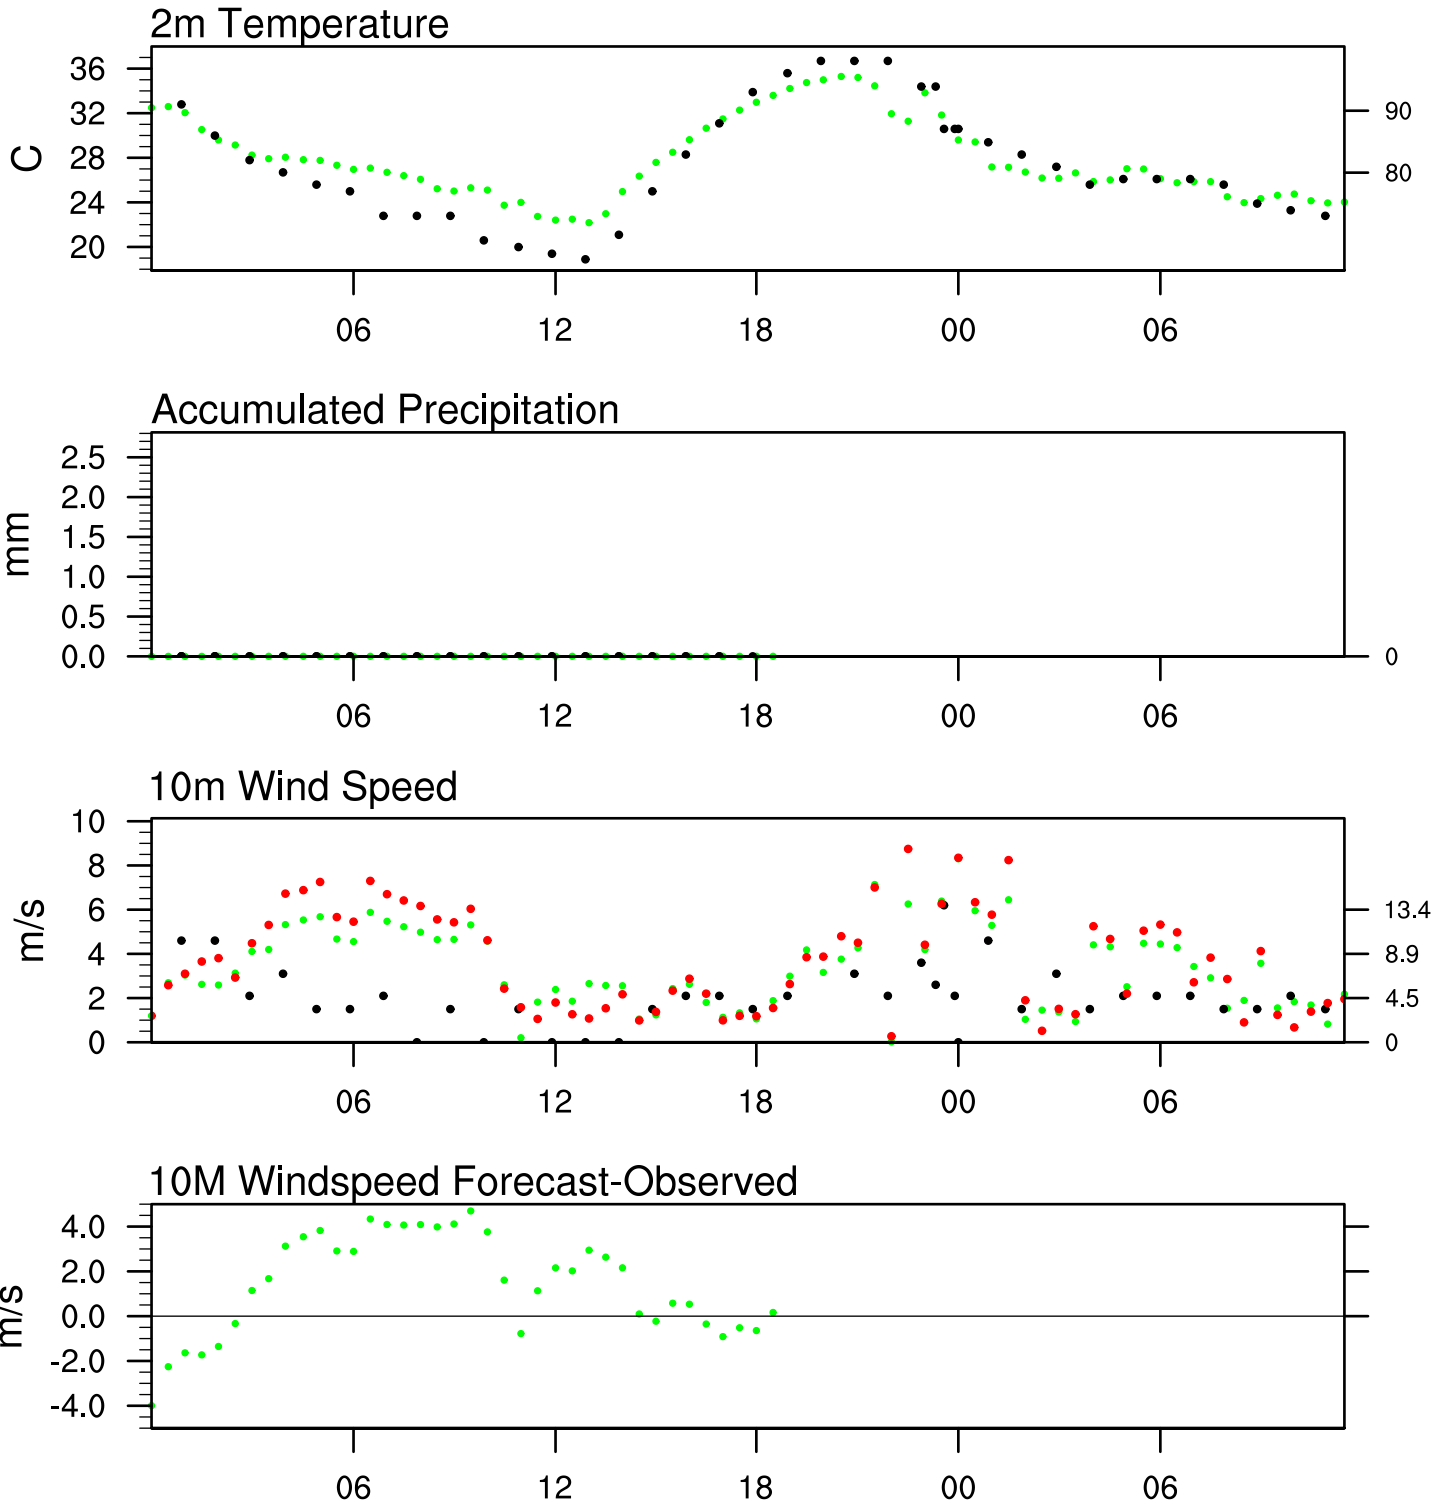 2m Temperature
36
32
28
24
20
C
90
80
06 12 18 00 06
Accumulated Precipitation
2.5
2.0
1.5
1.0
0.5
0.0
mm
0
06 12 18 00 06
10m Wind Speed
10
8
6
4
2
0
m/s
13.4
8.9
4.5
0
06 12 18 00 06
10M Windspeed Forecast-Observed
4.0
2.0
0.0
-2.0
-4.0
m/s
06 12 18 00 06